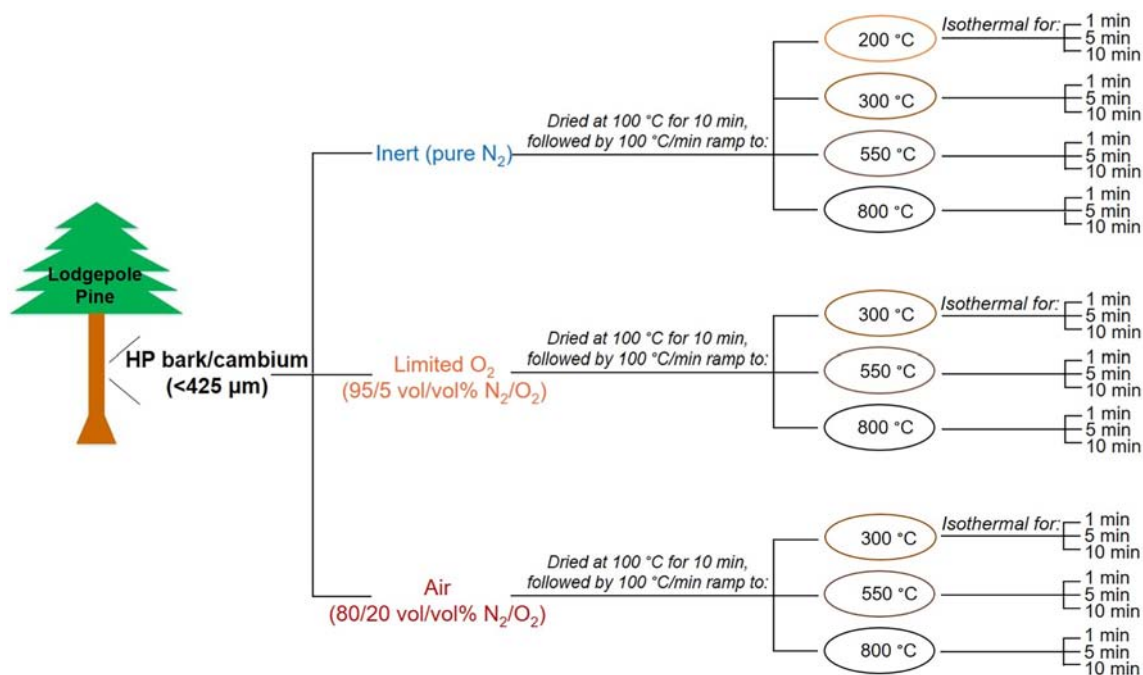 Lodgepole
Pine
HP bark/cambium
(<425 µm)
Inert (pure N₂)
Dried at 100 °C for 10 min,
followed by 100 °C/min ramp to:
200 °C
Isothermal for:
1 min
5 min
10 min
300 °C
1 min
5 min
10 min
550 °C
1 min
5 min
10 min
800 °C
1 min
5 min
10 min
Limited O₂
(95/5 vol/vol% N₂/O₂)
Dried at 100 °C for 10 min,
followed by 100 °C/min ramp to:
300 °C
Isothermal for:
1 min
5 min
10 min
550 °C
1 min
5 min
10 min
800 °C
1 min
5 min
10 min
Air
(80/20 vol/vol% N₂/O₂)
Dried at 100 °C for 10 min,
followed by 100 °C/min ramp to:
300 °C
Isothermal for:
1 min
5 min
10 min
550 °C
1 min
5 min
10 min
800 °C
1 min
5 min
10 min